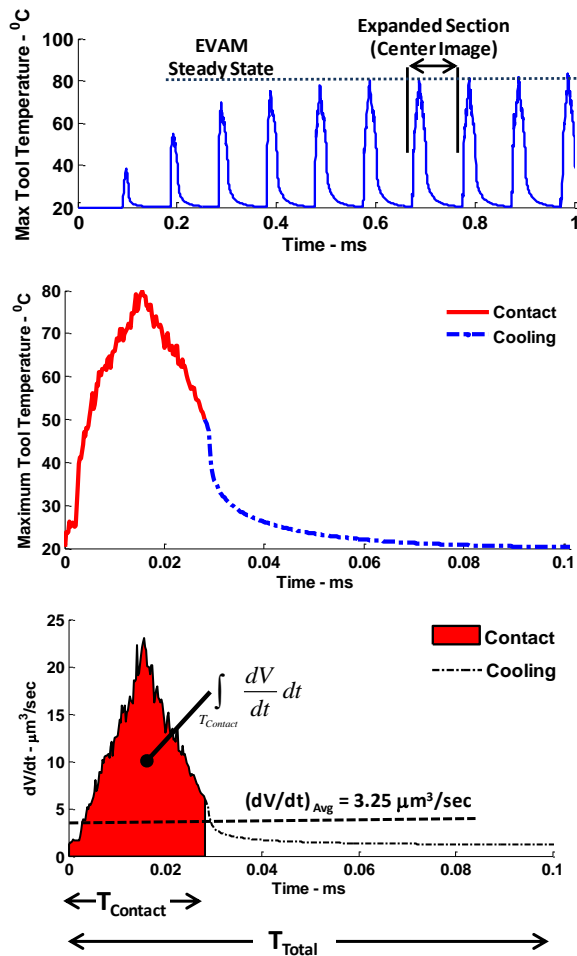 EVAM
Steady State
Expanded Section
(Center Image)
Max Tool Temperature - ⁰C
100
80
60
40
20
0
0.2
0.4
0.6
0.8
1
Time - ms
Maximum Tool Temperature - ⁰C
80
70
60
50
40
30
20
Contact
Cooling
0
0.02
0.04
0.06
0.08
0.1
Time - ms
dV/dt - μm³/sec
25
20
15
10
5
0
Contact
Cooling
∫ dV/dt dt
T_Contact
(dV/dt) Avg = 3.25 μm³/sec
0
0.02
0.04
0.06
0.08
0.1
Time - ms
T_Contact
T_Total